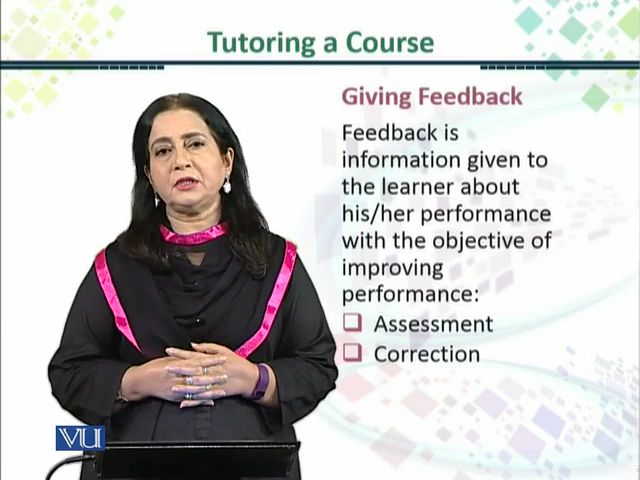 Tutoring a Course
Giving Feedback
Feedback is
information given to
the learner about
his/her performance
with the objective of
improving
performance:
Assessment
Correction
VU